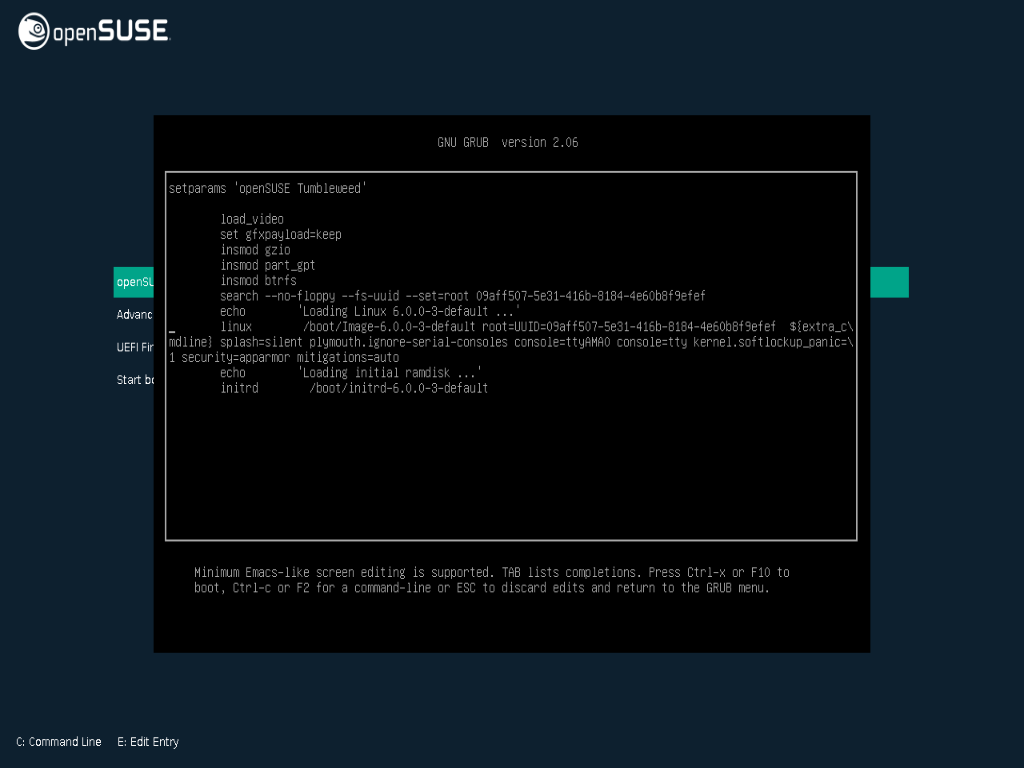 openSUSE
GNU GRUB version 2.06
setparams 'openSUSE Tumbleweed'
load_video
set gfxpayload=keep
insmod gzio
insmod part_gpt
insmod btrfs
search --no-floppy --fs-uuid --set=root 09aff507-5e31-416b-8184-4e60b8f9efef
echo 'Loading Linux 6.0.0-3-default ...'
linux /boot/Image-6.0.0-3-default root=UUID=09aff507-5e31-416b-8184-4e60b8f9efef ${extra_c\
mdline} splash=silent plymouth.ignore-serial-consoles console=ttyAMA0 console=tty kernel.softlockup_panic=\
1 security=apparmor mitigations=auto
echo 'Loading initial ramdisk ...'
initrd /boot/initrd-6.0.0-3-default
openSU
Advanc
UEFI Fir
Start bo
Minimum Emacs-like screen editing is supported. TAB lists completions. Press Ctrl-x or F10 to
boot, Ctrl-c or F2 for a command-line or ESC to discard edits and return to the GRUB menu.
C: Command Line E: Edit Entry